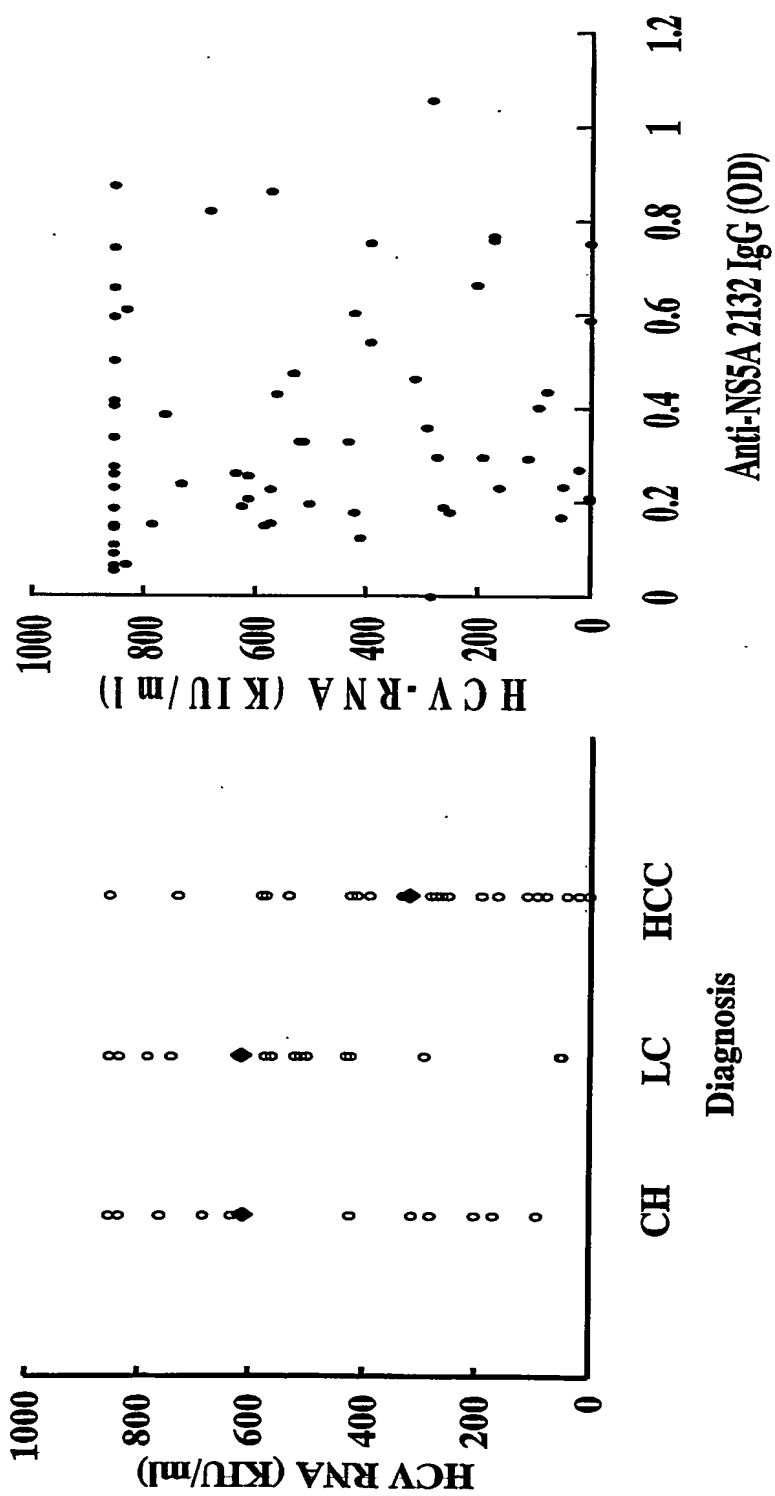 1000
800
600
400
200
0
HCV RNA (KIU/ml)
CH LC HCC
Diagnosis
1000
800
600
400
200
0
HCV-RNA (KIU/ml)
0 0.2 0.4 0.6 0.8 1 1.2
Anti-NS5A 2132 IgG (OD)